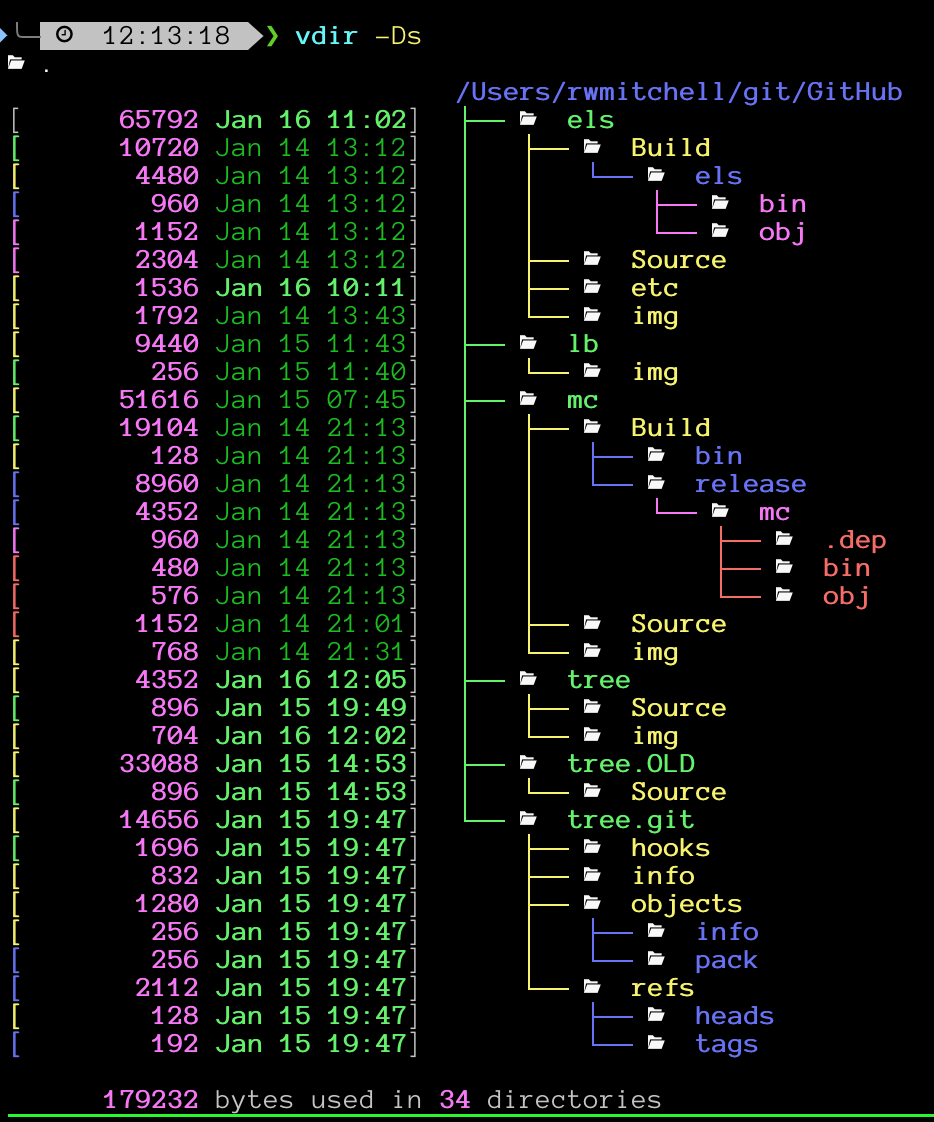 12:13:18 ❯ vdir -Ds
.
/Users/rwmitchell/git/GitHub
[ 65792 Jan 16 11:02] ├── els
[ 10720 Jan 14 13:12] ├── Build
[ 4480 Jan 14 13:12] └── els
[ 960 Jan 14 13:12] ├── bin
[ 1152 Jan 14 13:12] └── obj
[ 2304 Jan 14 13:12] ├── Source
[ 1536 Jan 16 10:11] ├── etc
[ 1792 Jan 14 13:43] └── img
[ 9440 Jan 15 11:43] ├── lb
[ 256 Jan 15 11:40] └── img
[ 51616 Jan 15 07:45] ├── mc
[ 19104 Jan 14 21:13] ├── Build
[ 128 Jan 14 21:13] ├── bin
[ 8960 Jan 14 21:13] └── release
[ 4352 Jan 14 21:13] └── mc
[ 960 Jan 14 21:13] ├── .dep
[ 480 Jan 14 21:13] ├── bin
[ 576 Jan 14 21:13] └── obj
[ 1152 Jan 14 21:01] ├── Source
[ 768 Jan 14 21:31] └── img
[ 4352 Jan 16 12:05] ├── tree
[ 896 Jan 15 19:49] ├── Source
[ 704 Jan 16 12:02] └── img
[ 33088 Jan 15 14:53] ├── tree.OLD
[ 896 Jan 15 14:53] └── Source
[ 14656 Jan 15 19:47] └── tree.git
[ 1696 Jan 15 19:47] ├── hooks
[ 832 Jan 15 19:47] ├── info
[ 1280 Jan 15 19:47] ├── objects
[ 256 Jan 15 19:47] ├── info
[ 256 Jan 15 19:47] └── pack
[ 2112 Jan 15 19:47] └── refs
[ 128 Jan 15 19:47] ├── heads
[ 192 Jan 15 19:47] └── tags
179232 bytes used in 34 directories